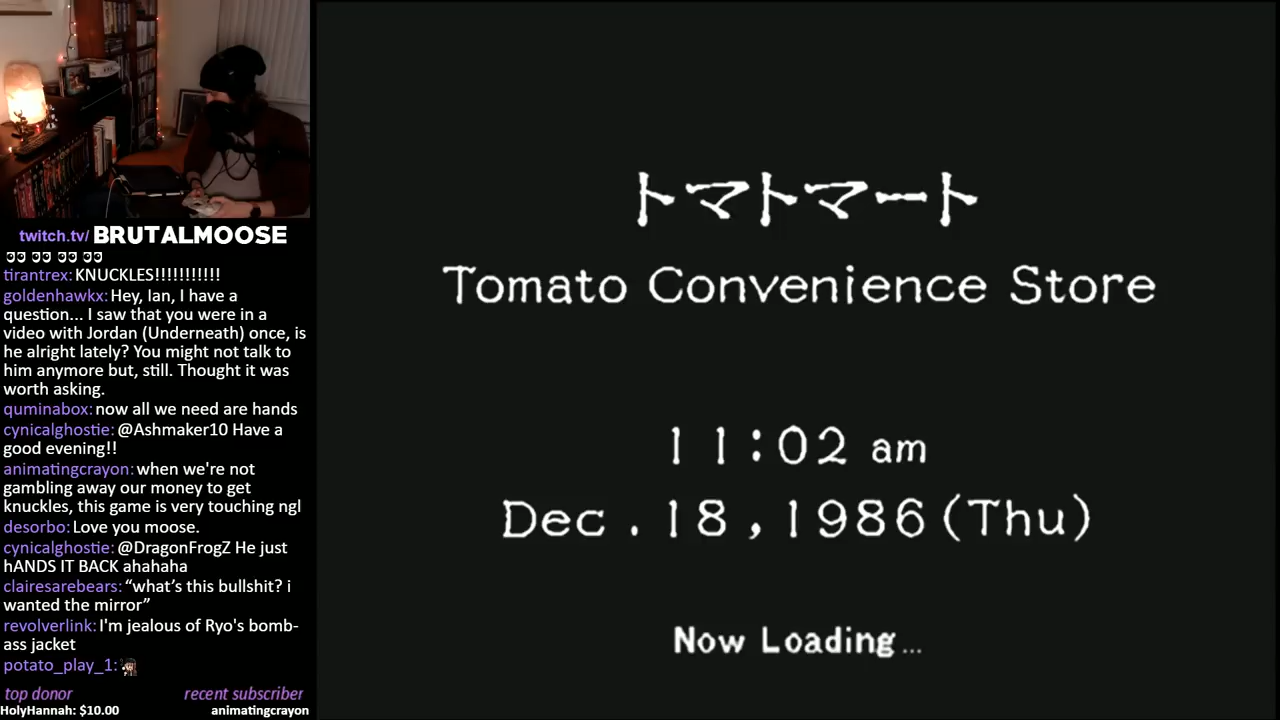 twitch.tv/ BRUTALMOOSE
tirantrex: KNUCKLES!!!!!!!!!!!
goldenhawkx: Hey, Ian, I have a
question... I saw that you were in a
video with Jordan (Underneath) once, is
he alright lately? You might not talk to
him anymore but, still. Thought it was
worth asking.
quminabox: now all we need are hands
cynicalghostie: @Ashmaker10 Have a
good evening!!
animatingcrayon: when we're not
gambling away our money to get
knuckles, this game is very touching ngl
desorbo: Love you moose.
cynicalghostie: @DragonFrogZ He just
hANDS IT BACK ahahaha
clairesarebears: “what’s this bullshit? i
wanted the mirror”
revolverlink: I'm jealous of Ryo's bomb-
ass jacket
potato_play_1:
top donor
HolyHannah: $10.00
recent subscriber
animatingcrayon
トマトマート
Tomato Convenience Store
11:02 am
Dec.18,1986(Thu)
Now Loading...